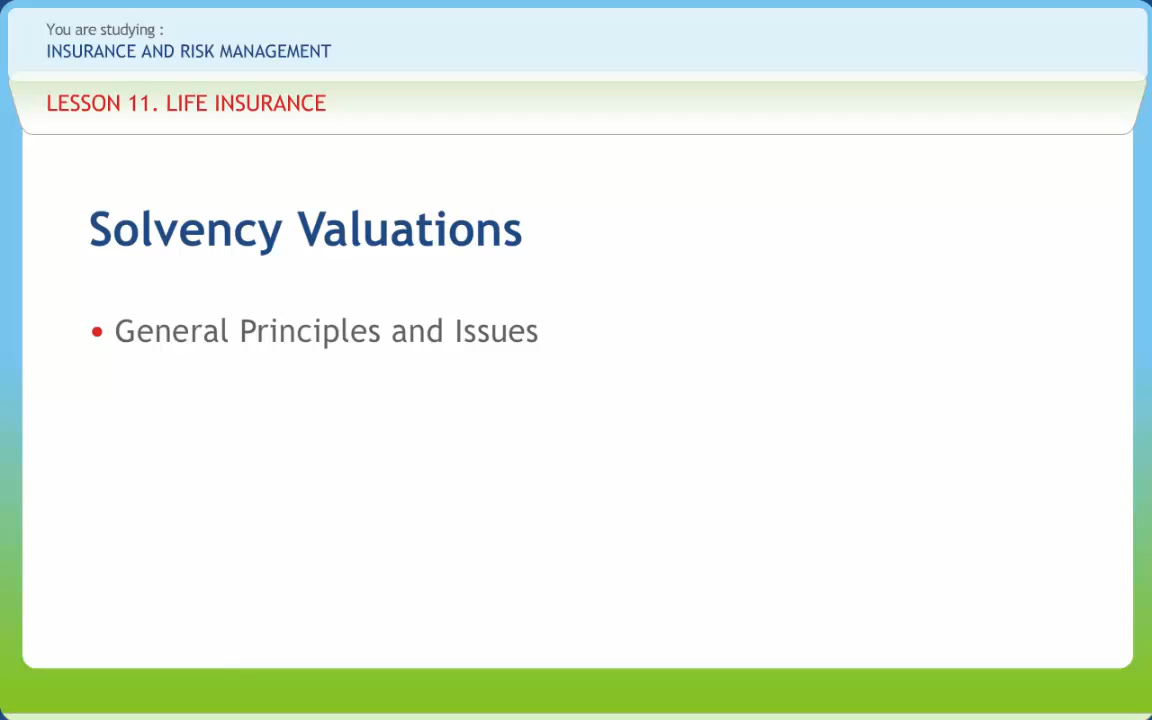 You are studying :
INSURANCE AND RISK MANAGEMENT
LESSON 11. LIFE INSURANCE
Solvency Valuations
• General Principles and Issues